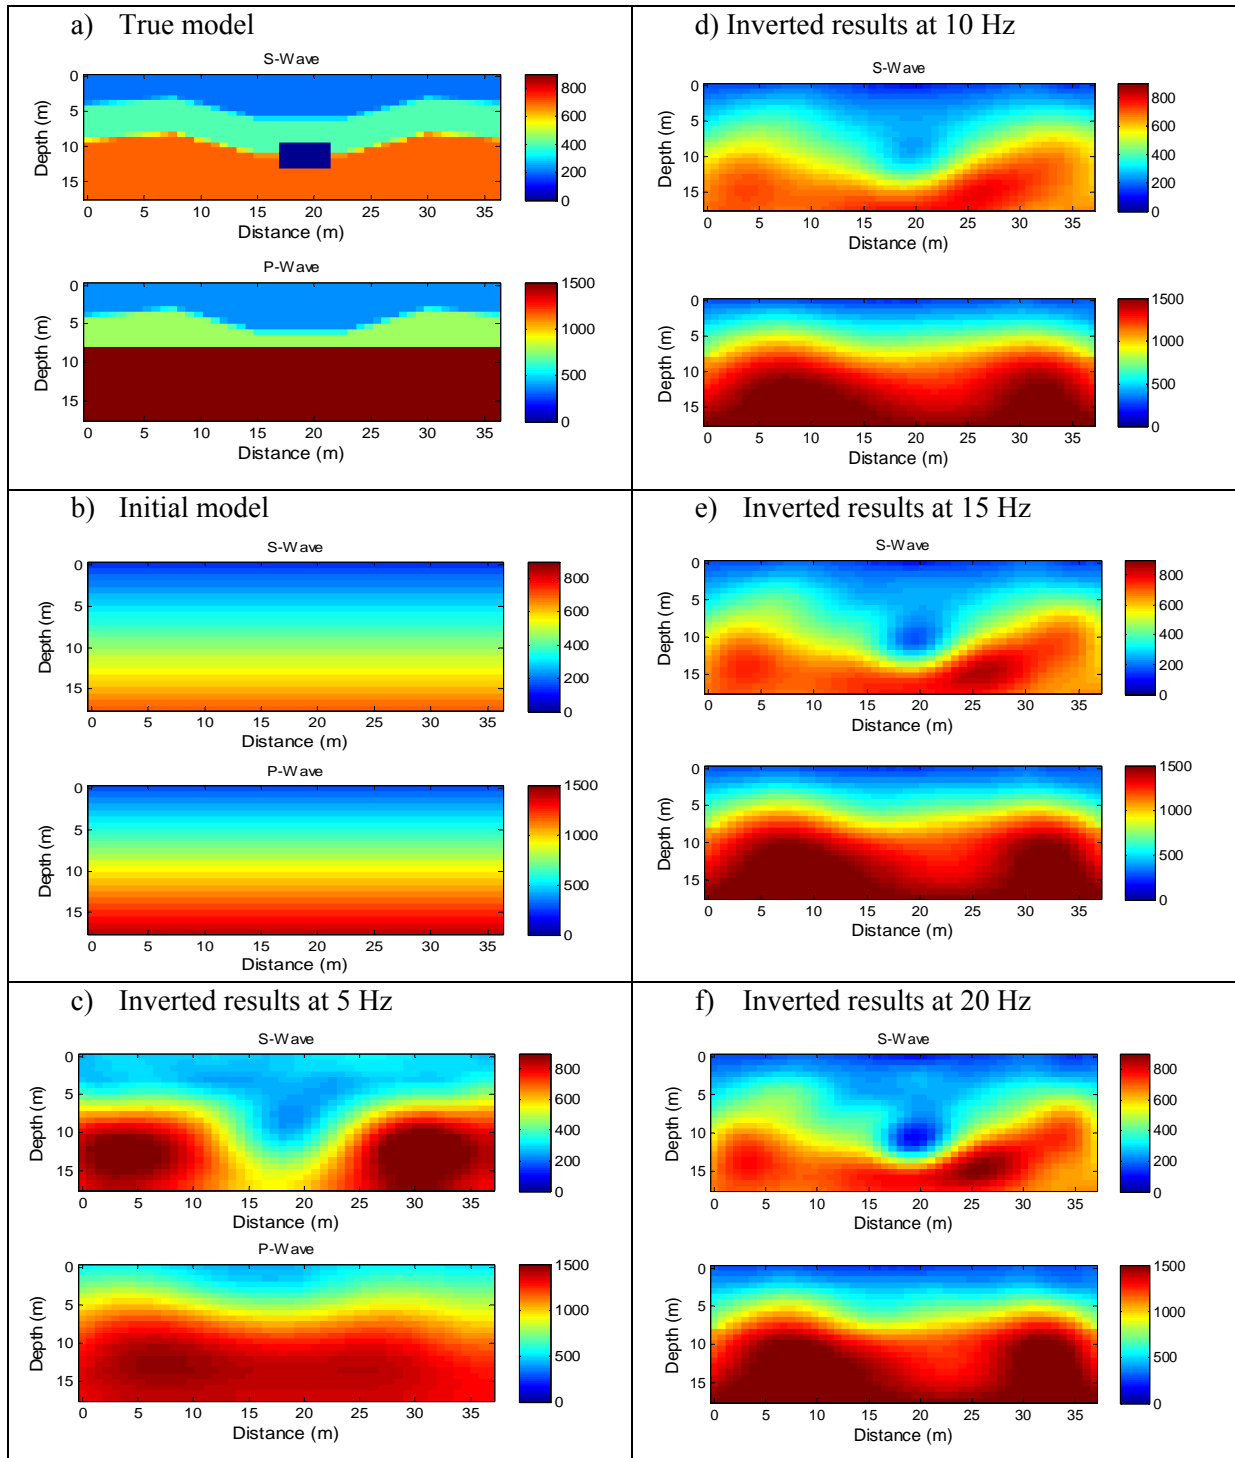 a) True model
S-Wave
0
5
10
15
Depth (m)
0 5 10 15 20 25 30 35
Distance (m)
800
600
400
200
0
P-Wave
0
5
10
15
Depth (m)
0 5 10 15 20 25 30 35
Distance (m)
1500
1000
500
0
b) Initial model
S-Wave
0
5
10
15
Depth (m)
0 5 10 15 20 25 30 35
Distance (m)
800
600
400
200
0
P-Wave
0
5
10
15
Depth (m)
0 5 10 15 20 25 30 35
Distance (m)
1500
1000
500
0
c) Inverted results at 5 Hz
S-Wave
0
5
10
15
Depth (m)
0 5 10 15 20 25 30 35
Distance (m)
800
600
400
200
0
P-Wave
0
5
10
15
Depth (m)
0 5 10 15 20 25 30 35
Distance (m)
1500
1000
500
0
d) Inverted results at 10 Hz
S-Wave
0
5
10
15
Depth (m)
0 5 10 15 20 25 30 35
Distance (m)
800
600
400
200
0
0
5
10
15
Depth (m)
0 5 10 15 20 25 30 35
Distance (m)
1500
1000
500
0
e) Inverted results at 15 Hz
S-Wave
0
5
10
15
Depth (m)
0 5 10 15 20 25 30 35
Distance (m)
800
600
400
200
0
0
5
10
15
Depth (m)
0 5 10 15 20 25 30 35
Distance (m)
1500
1000
500
0
f) Inverted results at 20 Hz
S-Wave
0
5
10
15
Depth (m)
0 5 10 15 20 25 30 35
Distance (m)
800
600
400
200
0
0
5
10
15
Depth (m)
0 5 10 15 20 25 30 35
Distance (m)
1500
1000
500
0